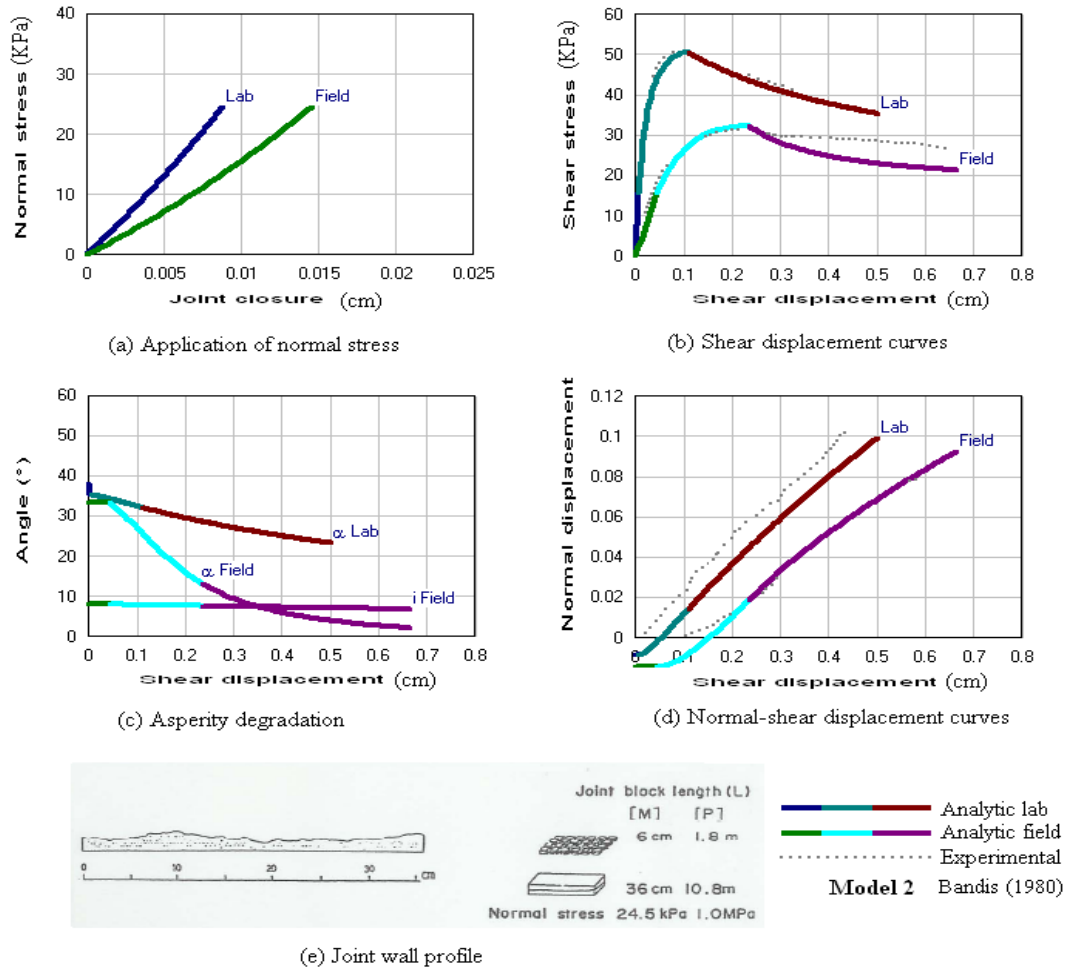 Normal stress (KPa)
40
30
20
10
0
Lab
Field
0 0.005 0.01 0.015 0.02 0.025
Joint closure (cm)
(a) Application of normal stress
Shear stress (KPa)
60
50
40
30
20
10
0
Lab
Field
0 0.1 0.2 0.3 0.4 0.5 0.6 0.7 0.8
Shear displacement (cm)
(b) Shear displacement curves
Angle (°)
60
50
40
30
20
10
0
α Lab
α Field
i Field
0 0.1 0.2 0.3 0.4 0.5 0.6 0.7 0.8
Shear displacement (cm)
(c) Asperity degradation
Normal displacement
0.12
0.1
0.08
0.06
0.04
0.02
0
Lab
Field
0 0.1 0.2 0.3 0.4 0.5 0.6 0.7 0.8
Shear displacement (cm)
(d) Normal-shear displacement curves
0 10 20 30 cm
Joint block length (L)
[M] [P]
6 cm 1.8 m
36 cm 10.8m
Normal stress 24.5 kPa 1.0MPa
Analytic lab
Analytic field
Experimental
Model 2 Bandis (1980)
(e) Joint wall profile